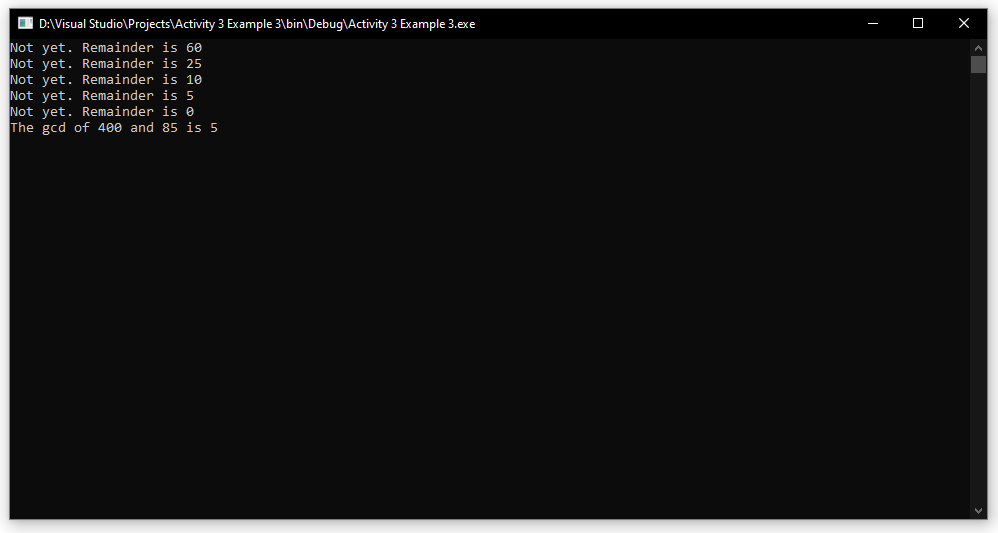 D:\Visual Studio\Projects\Activity 3 Example 3\bin\Debug\Activity 3 Example 3.exe
Not yet. Remainder is 60
Not yet. Remainder is 25
Not yet. Remainder is 10
Not yet. Remainder is 5
Not yet. Remainder is 0
The gcd of 400 and 85 is 5